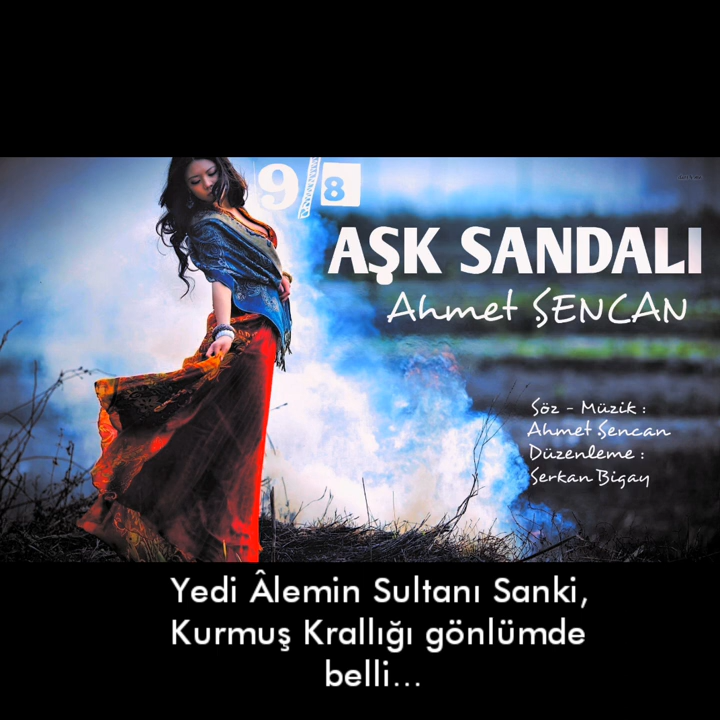 9/8
AŞK SANDALI
Ahmet ŞENCAN
Söz - Müzik :
Ahmet Şencan
Düzenleme :
Serkan Bigay
Yedi Âlemin Sultanı Sanki,
Kurmuş Krallığı gönlümde
belli...